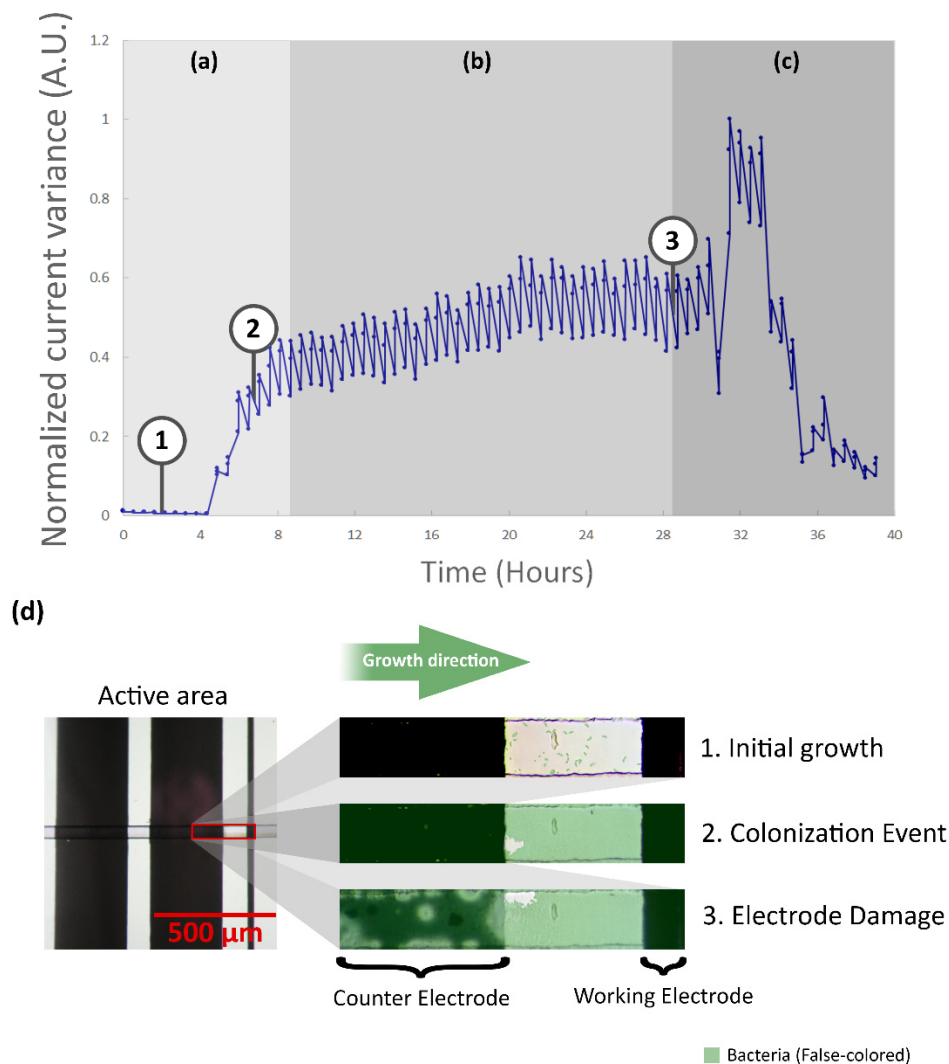 Normalized current variance (A.U.)
1.2
1
0.8
0.6
0.4
0.2
0
(a)
(b)
(c)
1
2
3
0
4
8
12
16
20
24
28
32
36
40
Time (Hours)
(d)
Growth direction
Active area
500 μm
1. Initial growth
2. Colonization Event
3. Electrode Damage
Counter Electrode
Working Electrode
Bacteria (False-colored)